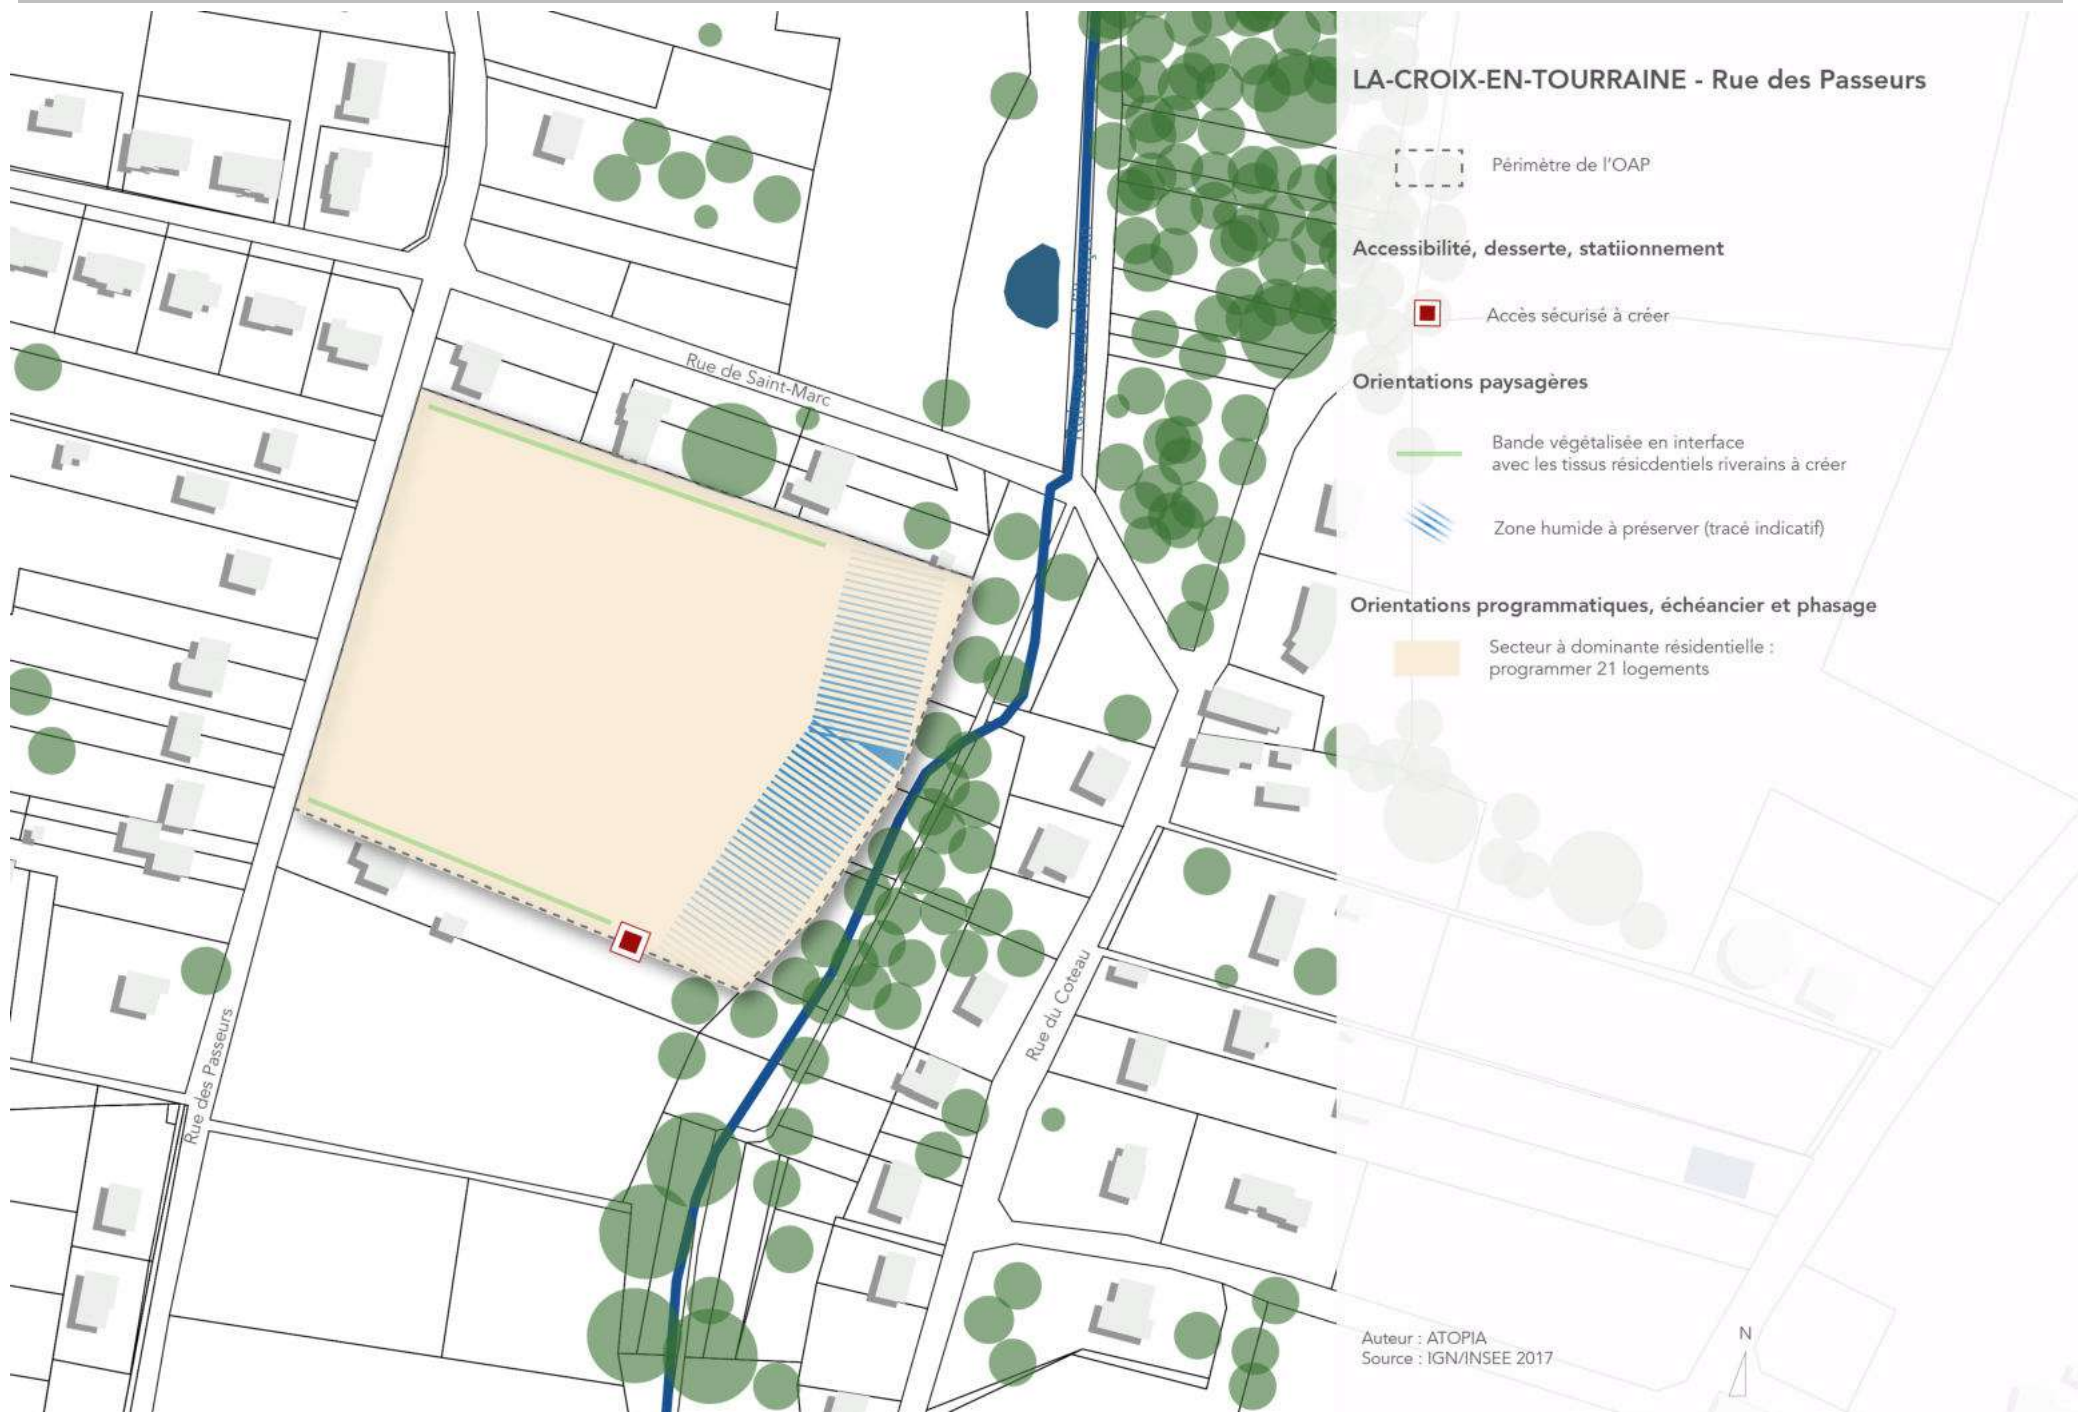 LA-CROIX-EN-TOURRAINE - Rue des Passeurs
Périmètre de l'OAP
Accessibilité, desserte, statiionnement
Accès sécurisé à créer
Orientations paysagères
Bande végétalisée en interface
avec les tissus résicdentiels riverains à créer
Zone humide à préserver (tracé indicatif)
Orientations programmatiques, échéancier et phasage
Secteur à dominante résidentielle :
programmer 21 logements
Rue de Saint-Marc
Rue du Coteau
Rue des Passeurs
Auteur : ATOPIA
Source : IGN/INSEE 2017
N